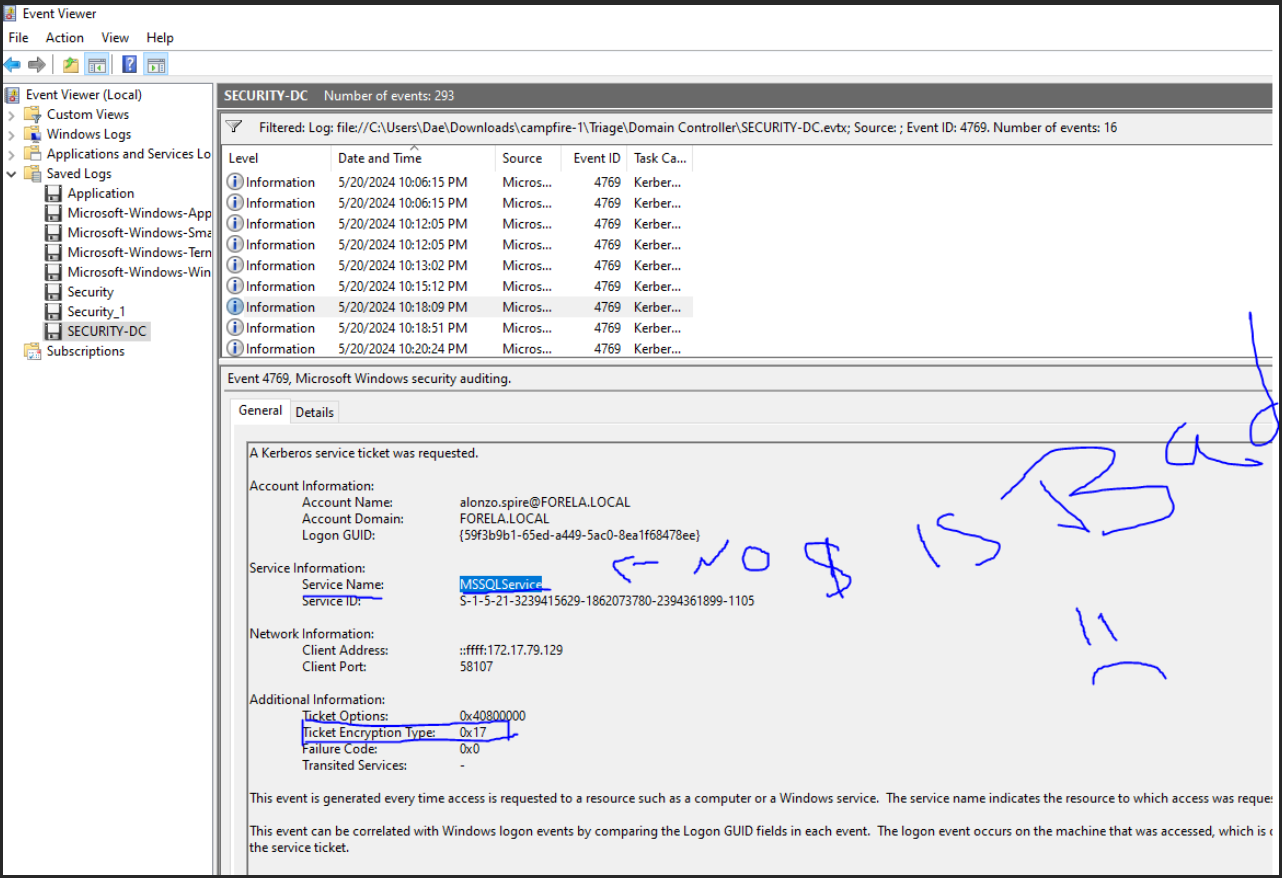 Event Viewer
File Action View Help
Event Viewer (Local)
Custom Views
Windows Logs
Applications and Services Lo
Saved Logs
Application
Microsoft-Windows-App
Microsoft-Windows-Sma
Microsoft-Windows-Tern
Microsoft-Windows-Win
Security
Security_1
SECURITY-DC
Subscriptions
SECURITY-DC Number of events: 293
Filtered: Log: file://C:\Users\Dae\Downloads\campfire-1\Triage\Domain Controller\SECURITY-DC.evtx; Source: ; Event ID: 4769. Number of events: 16
Level Date and Time Source Event ID Task Ca...
Information 5/20/2024 10:06:15 PM Micros... 4769 Kerber...
Information 5/20/2024 10:06:15 PM Micros... 4769 Kerber...
Information 5/20/2024 10:12:05 PM Micros... 4769 Kerber...
Information 5/20/2024 10:12:05 PM Micros... 4769 Kerber...
Information 5/20/2024 10:13:02 PM Micros... 4769 Kerber...
Information 5/20/2024 10:15:12 PM Micros... 4769 Kerber...
Information 5/20/2024 10:18:09 PM Micros... 4769 Kerber...
Information 5/20/2024 10:18:51 PM Micros... 4769 Kerber...
Information 5/20/2024 10:20:24 PM Micros... 4769 Kerber...
Event 4769, Microsoft Windows security auditing.
General Details
A Kerberos service ticket was requested.
Account Information:
Account Name: alonzo.spire@FORELA.LOCAL
Account Domain: FORELA.LOCAL
Logon GUID: {59f3b9b1-65ed-a449-5ac0-8ea1f68478ee}
Service Information:
Service Name: MSSQLService
Service ID: S-1-5-21-3239415629-1862073780-2394361899-1105
← NO $ IS Bad
Network Information:
Client Address: ::ffff:172.17.79.129
Client Port: 58107
Additional Information:
Ticket Options: 0x40800000
Ticket Encryption Type: 0x17
Failure Code: 0x0
Transited Services: -
This event is generated every time access is requested to a resource such as a computer or a Windows service. The service name indicates the resource to which access was reques
This event can be correlated with Windows logon events by comparing the Logon GUID fields in each event. The logon event occurs on the machine that was accessed, which is
the service ticket.